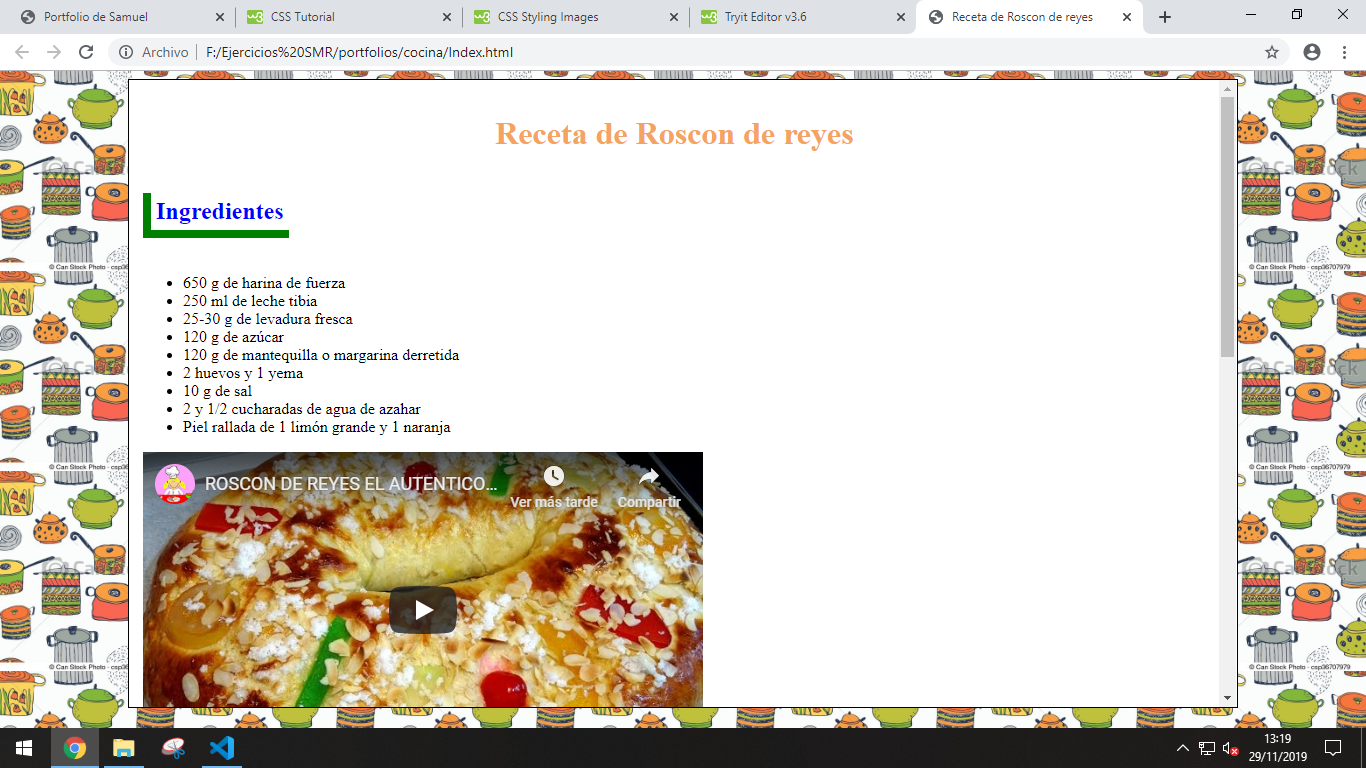 Portfolio de Samuel
CSS Tutorial
CSS Styling Images
Tryit Editor v3.6
Receta de Roscon de reyes
Archivo
F:/Ejercicios%20SMR/portfolios/cocina/Index.html
Receta de Roscon de reyes
Ingredientes
650 g de harina de fuerza
250 ml de leche tibia
25-30 g de levadura fresca
120 g de azúcar
120 g de mantequilla o margarina derretida
2 huevos y 1 yema
10 g de sal
2 y 1/2 cucharadas de agua de azahar
Piel rallada de 1 limón grande y 1 naranja
ROSCON DE REYES EL AUTENTICO...
Ver más tarde
Compartir
© Can Stock Photo - csp36707979
13:19
29/11/2019